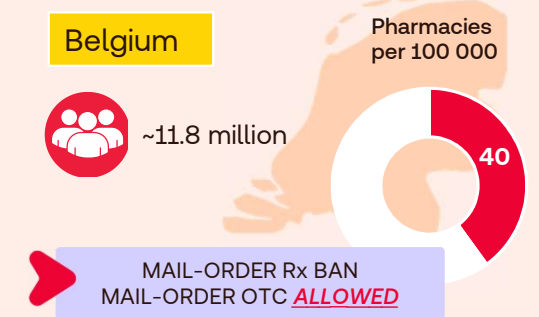 Belgium
Pharmacies
per 100 000
~11.8 million
40
MAIL-ORDER Rx BAN
MAIL-ORDER OTC ALLOWED